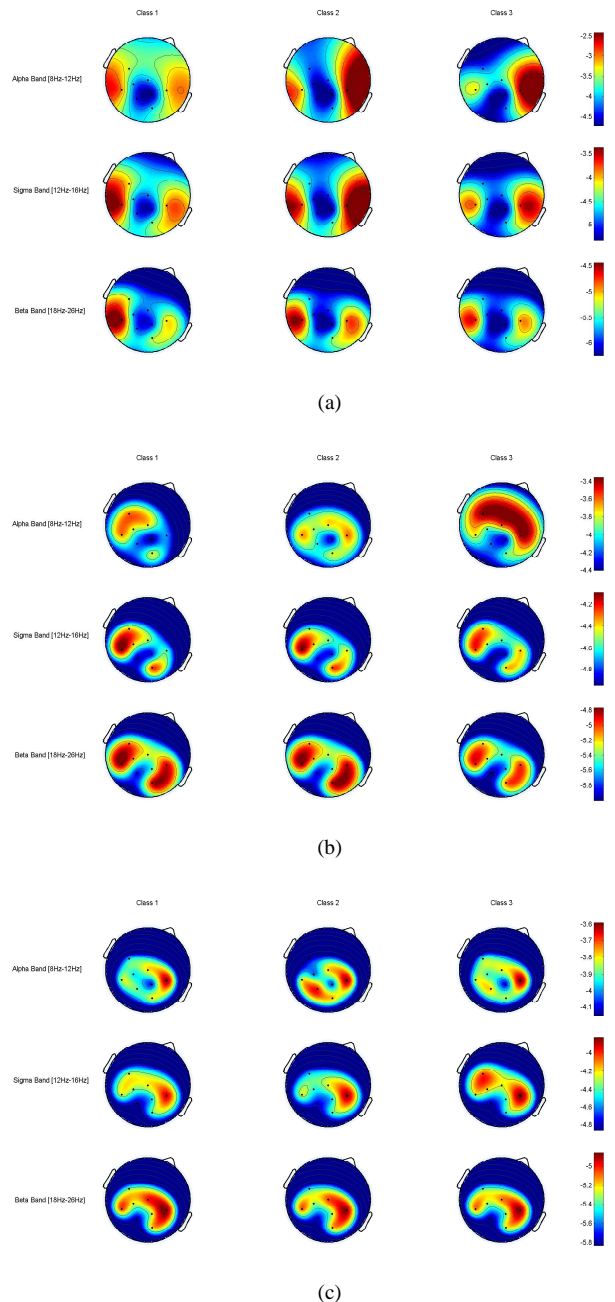 Class 1 Class 2 Class 3
-2.5
Alpha Band [8Hz-12Hz]
-3
-3.5
-4
-4.5
-3.5
-4
Sigma Band [12Hz-16Hz]
-4.5
-5
-4.5
-5
Beta Band [18Hz-26Hz]
-5.5
-6
(a)
Class 1 Class 2 Class 3
-3.4
-3.6
Alpha Band [8Hz-12Hz]
-3.8
-4
-4.2
-4.4
-4.2
Sigma Band [12Hz-16Hz]
-4.4
-4.6
-4.8
-4.8
-5
Beta Band [18Hz-26Hz]
-5.2
-5.4
-5.6
(b)
Class 1 Class 2 Class 3
-3.6
-3.7
Alpha Band [8Hz-12Hz]
-3.8
-3.9
-4
-4.1
-4
-4.2
Sigma Band [12Hz-16Hz]
-4.4
-4.6
-4.8
-5
-5.2
Beta Band [18Hz-26Hz]
-5.4
-5.6
-5.8
(c)